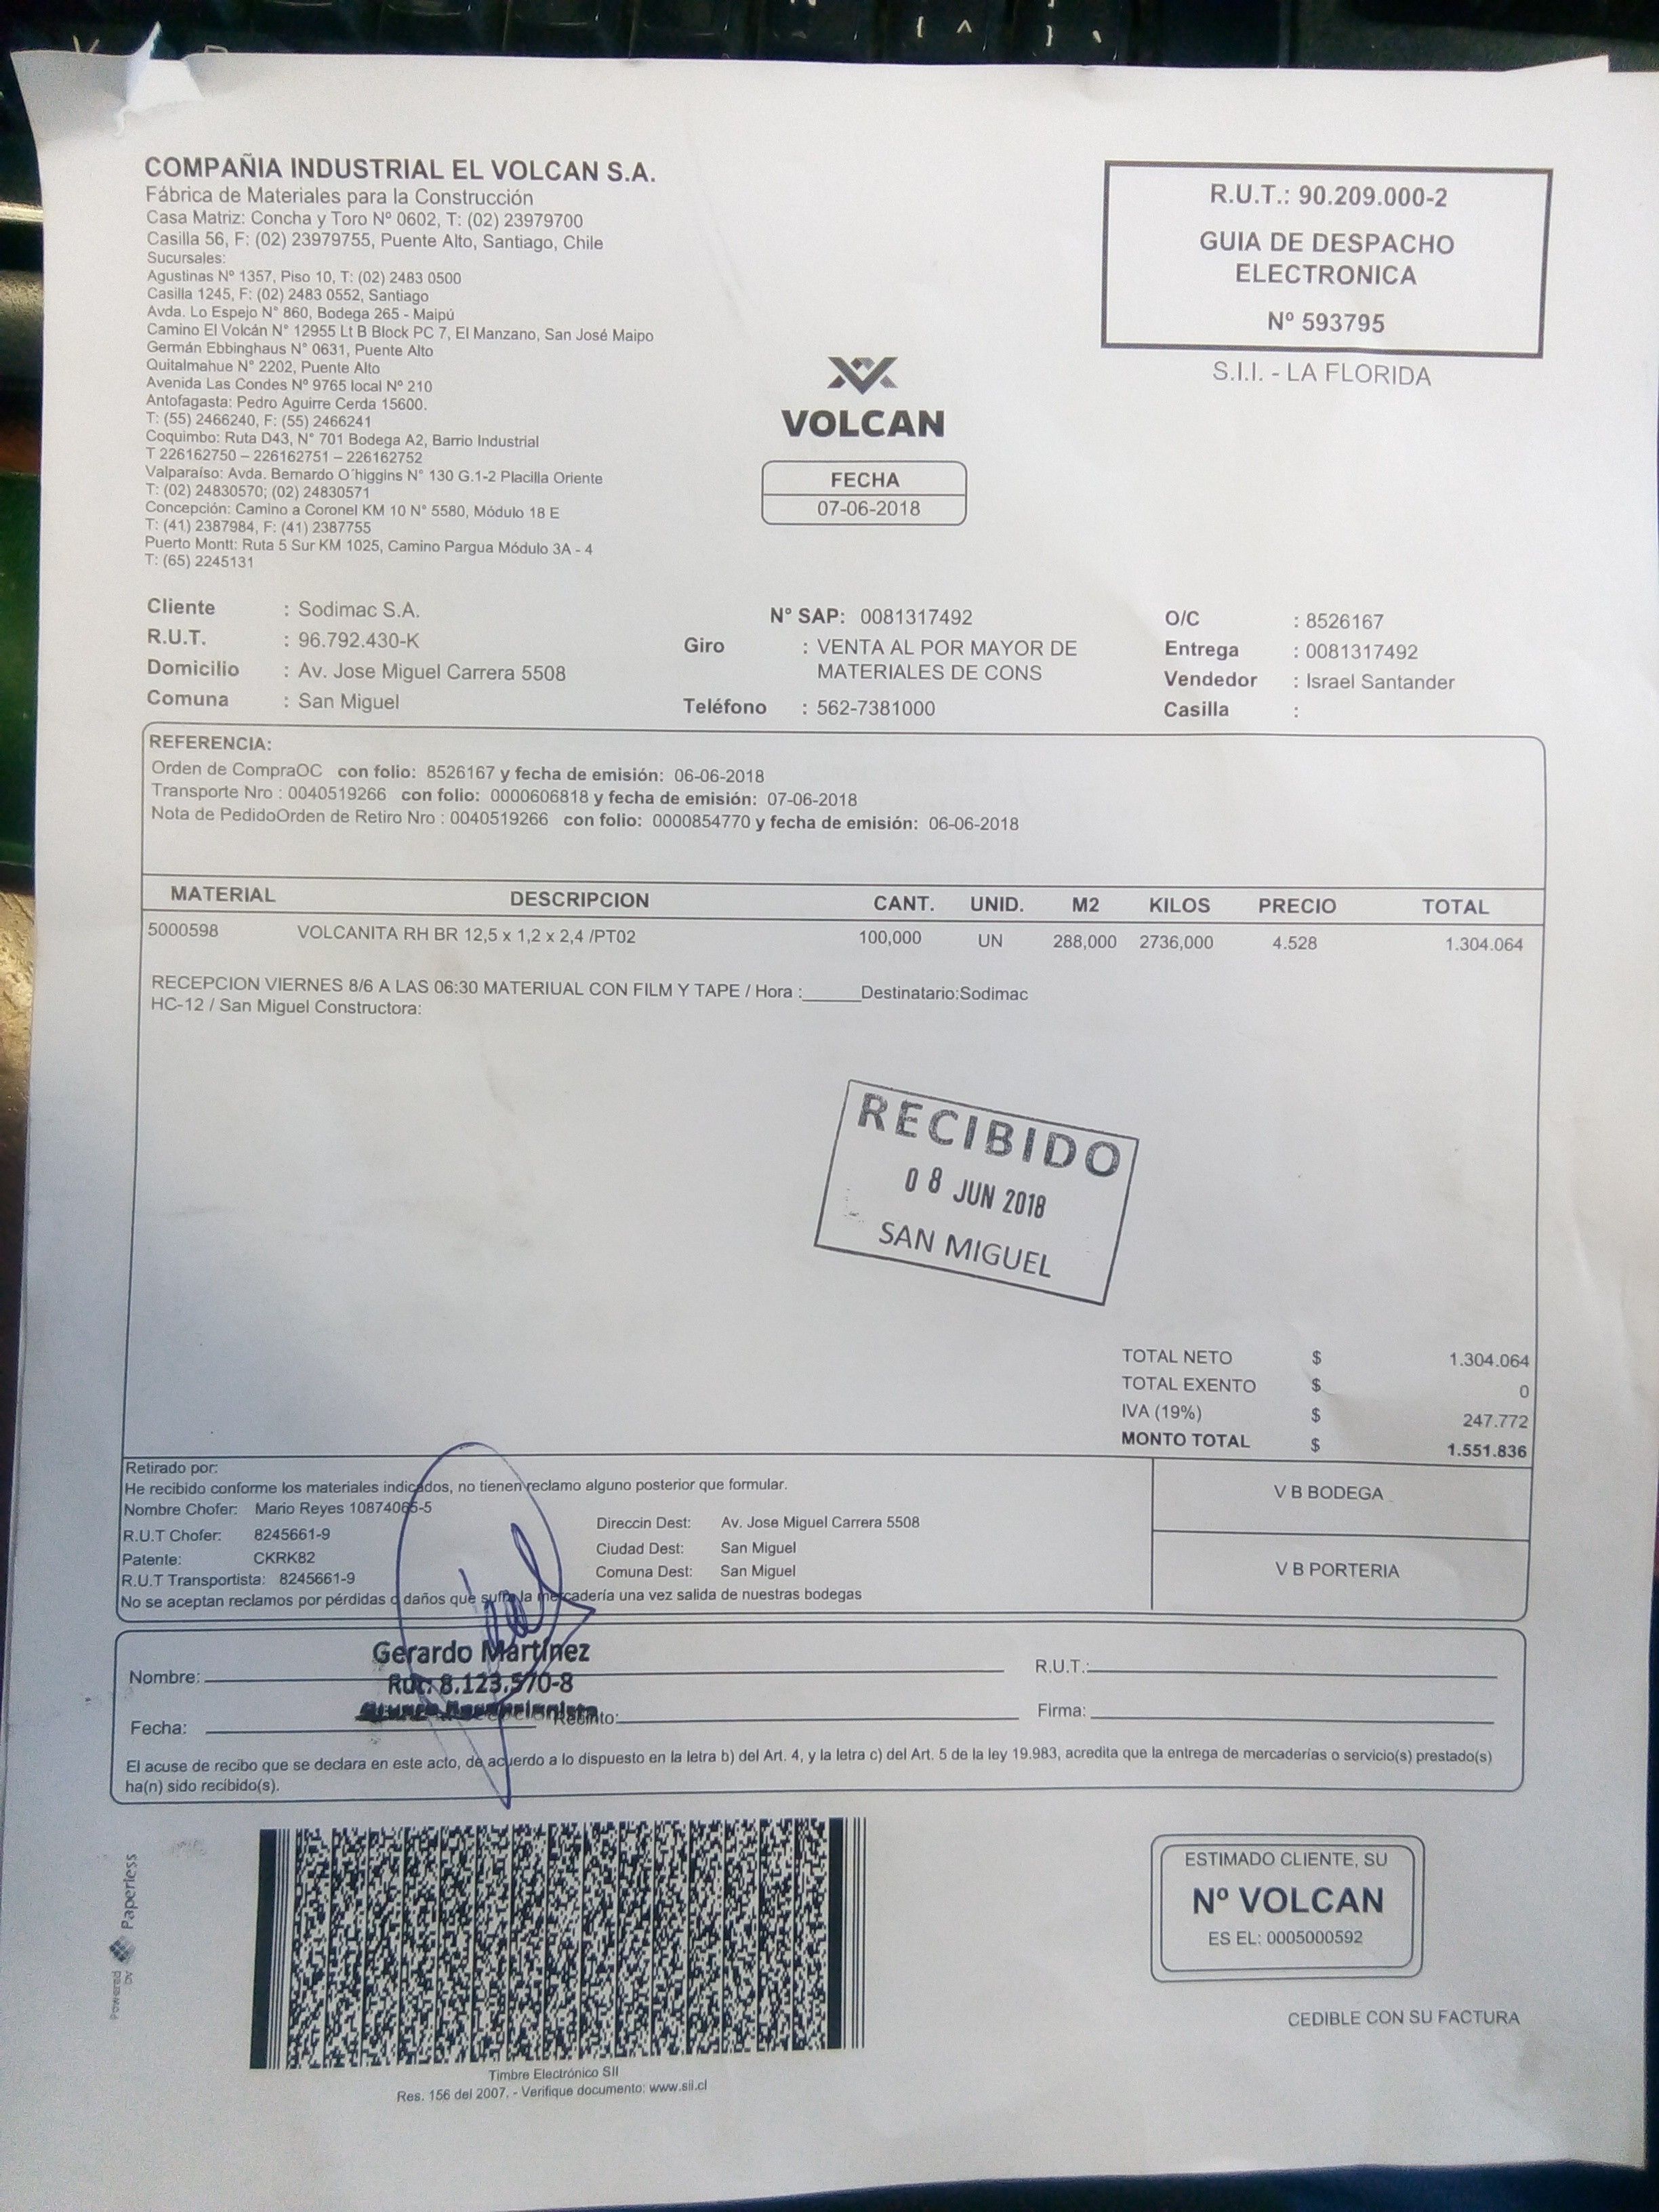 COMPAÑIA INDUSTRIAL EL VOLCAN S.A.
Fábrica de Materiales para la Construcción
Casa Matriz: Concha y Toro Nº 0602, T: (02) 23979700
Casilla 56, F: (02) 23979755, Puente Alto, Santiago, Chile
Sucursales:
Agustinas Nº 1357, Piso 10, T: (02) 2483 0500
Casilla 1245, F: (02) 2483 0552, Santiago
Avda. Lo Espejo N° 860, Bodega 265 - Maipú
Camino El Volcán N° 12955 Lt B Block PC 7, El Manzano, San José Maipo
Germán Ebbinghaus N° 0631, Puente Alto
Quitalmahue N° 2202, Puente Alto
Avenida Las Condes Nº 9765 local Nº 210
Antofagasta: Pedro Aguirre Cerda 15600.
T: (55) 2466240, F: (55) 2466241
Coquimbo: Ruta D43, N° 701 Bodega A2, Barrio Industrial
T 226162750 – 226162751 – 226162752
Valparaíso: Avda. Bernardo O´higgins N° 130 G.1-2 Placilla Oriente
T: (02) 24830570; (02) 24830571
Concepción: Camino a Coronel KM 10 N° 5580, Módulo 18 E
T: (41) 2387984, F: (41) 2387755
Puerto Montt: Ruta 5 Sur KM 1025, Camino Pargua Módulo 3A - 4
T: (65) 2245131
VOLCAN
FECHA
07-06-2018
R.U.T.: 90.209.000-2
GUIA DE DESPACHO
ELECTRONICA
Nº 593795
S.I.I. - LA FLORIDA
Cliente : Sodimac S.A.
R.U.T. : 96.792.430-K
Domicilio : Av. Jose Miguel Carrera 5508
Comuna : San Miguel
N° SAP: 0081317492
Giro : VENTA AL POR MAYOR DE
MATERIALES DE CONS
Teléfono : 562-7381000
O/C : 8526167
Entrega : 0081317492
Vendedor : Israel Santander
Casilla :
REFERENCIA:
Orden de CompraOC con folio: 8526167 y fecha de emisión: 06-06-2018
Transporte Nro : 0040519266 con folio: 0000606818 y fecha de emisión: 07-06-2018
Nota de PedidoOrden de Retiro Nro : 0040519266 con folio: 0000854770 y fecha de emisión: 06-06-2018
MATERIAL DESCRIPCION CANT. UNID. M2 KILOS PRECIO TOTAL
5000598 VOLCANITA RH BR 12,5 x 1,2 x 2,4 /PT02 100,000 UN 288,000 2736,000 4.528 1.304.064
RECEPCION VIERNES 8/6 A LAS 06:30 MATERIUAL CON FILM Y TAPE / Hora :______Destinatario:Sodimac
HC-12 / San Miguel Constructora:
RECIBIDO
08 JUN 2018
SAN MIGUEL
TOTAL NETO $ 1.304.064
TOTAL EXENTO $ 0
IVA (19%) $ 247.772
MONTO TOTAL $ 1.551.836
Retirado por:
He recibido conforme los materiales indicados, no tienen reclamo alguno posterior que formular.
Nombre Chofer: Mario Reyes 10874065-5
R.U.T Chofer: 8245661-9
Patente: CKRK82
R.U.T Transportista: 8245661-9
Direccin Dest: Av. Jose Miguel Carrera 5508
Ciudad Dest: San Miguel
Comuna Dest: San Miguel
No se aceptan reclamos por pérdidas o daños que sufra la mercadería una vez salida de nuestras bodegas
V B BODEGA
V B PORTERIA
Gerardo Martínez
Rut: 8.123.570-8
Nombre:
R.U.T.:
Fecha:
Recinto:
Firma:
El acuse de recibo que se declara en este acto, de acuerdo a lo dispuesto en la letra b) del Art. 4, y la letra c) del Art. 5 de la ley 19.983, acredita que la entrega de mercaderías o servicio(s) prestado(s)
ha(n) sido recibido(s).
Powered by Paperless
Timbre Electrónico SII
Res. 156 del 2007, - Verifique documento: www.sii.cl
ESTIMADO CLIENTE, SU
Nº VOLCAN
ES EL: 0005000592
CEDIBLE CON SU FACTURA